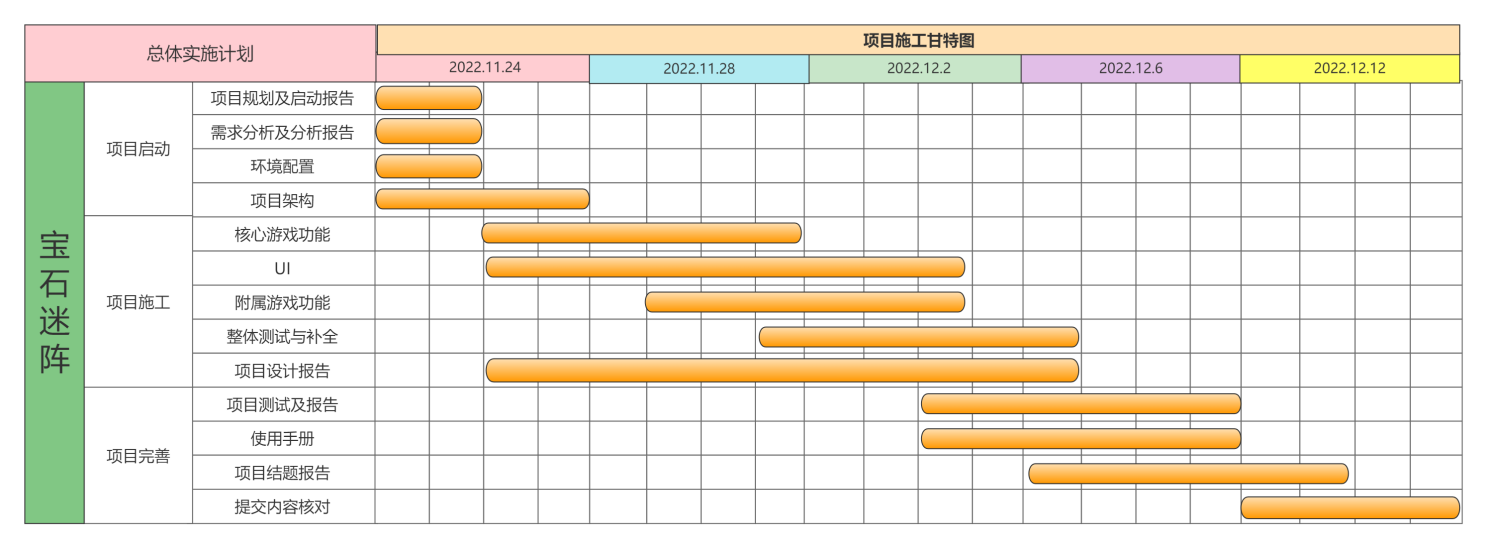 总体实施计划
项目施工甘特图
2022.11.24
2022.11.28
2022.12.2
2022.12.6
2022.12.12
宝石迷阵
项目启动
项目规划及启动报告
需求分析及分析报告
环境配置
项目架构
项目施工
核心游戏功能
UI
附属游戏功能
整体测试与补全
项目设计报告
项目完善
项目测试及报告
使用手册
项目结题报告
提交内容核对